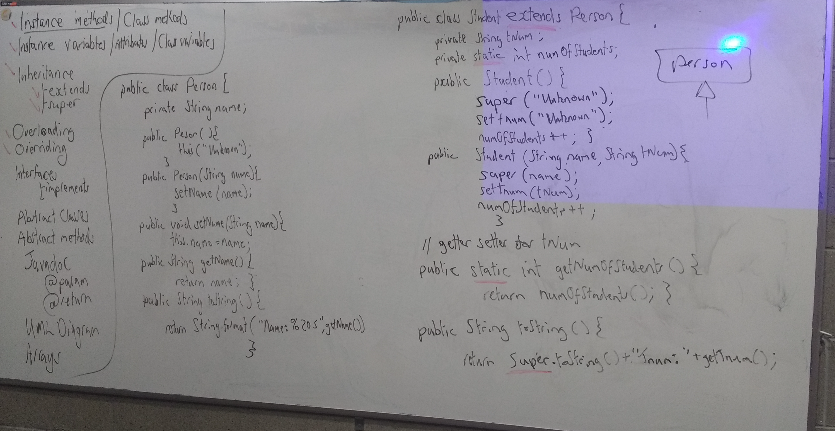 Instance methods / Class methods
Instance Variables / Attributes / Class variables
Inheritance
extends
super
Overloading
Overriding
Interfaces
implements
Abstract Classes
Abstract methods
Javadoc
@param
@return
UML Diagram
Arrays
public class Person {
private String name;
public Person( ){
this("Unknown");
}
public Person(String name){
setName(name);
}
public void setName(String name){
this.name=name;
public String getName() {
return name; }
public String toString() {
return String.format("Name: %20s",getName())
}
}
public class Student extends Person {
private String tNum;
private static int numOfStudents;
public Student() {
super ("Unknown");
settnum("Unknown");
numOfStudents++; }
public Student (String name, String tNum){
super (name);
settnum(tNum);
numOfStudents++;
}
// getter setter for tNum
public static int getNumOfStudents () {
return numOfStudents(); }
public String toString () {
return Super.toString()+"Tnum: "+getTnum();
person